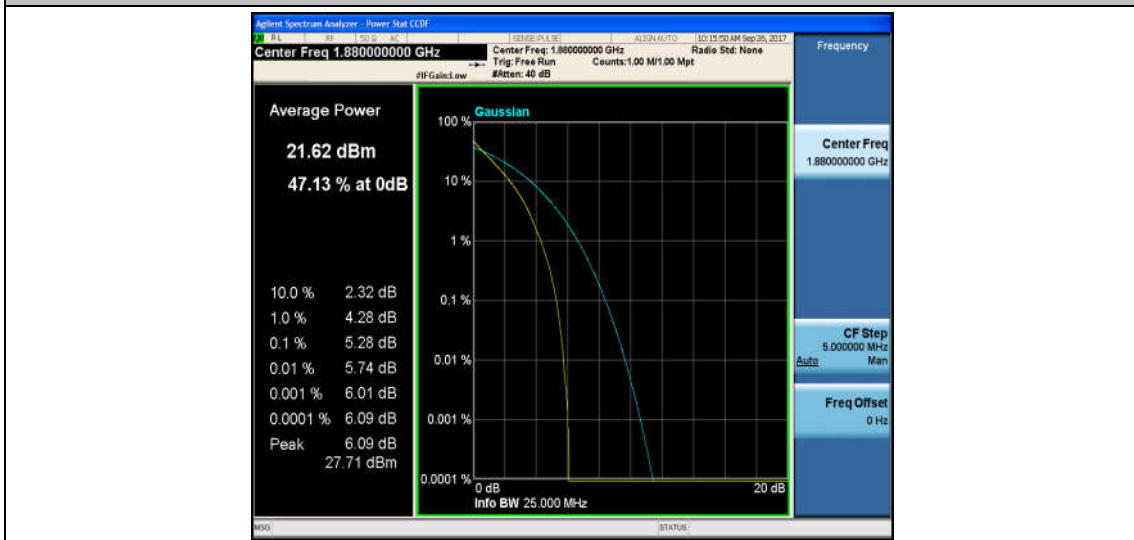 Agilent Spectrum Analyzer - Power Stat CCDF
RL RF 50 Ω AC SENSE:PULSE ALIGN AUTO 10:15:50 AM Sep 26, 2017
Center Freq 1.880000000 GHz
Center Freq: 1.880000000 GHz Radio Std: None
Trig: Free Run Counts:1.00 M/1.00 Mpt
#IFGain:Low #Atten: 40 dB
Frequency
Average Power
21.62 dBm
47.13 % at 0dB
10.0 % 2.32 dB
1.0 % 4.28 dB
0.1 % 5.28 dB
0.01 % 5.74 dB
0.001 % 6.01 dB
0.0001 % 6.09 dB
Peak 6.09 dB
27.71 dBm
Gaussian
100 %
10 %
1 %
0.1 %
0.01 %
0.001 %
0.0001 %
0 dB 20 dB
Info BW 25.000 MHz
Center Freq
1.880000000 GHz
CF Step
5.000000 MHz
Auto Man
Freq Offset
0 Hz
MSG STATUS